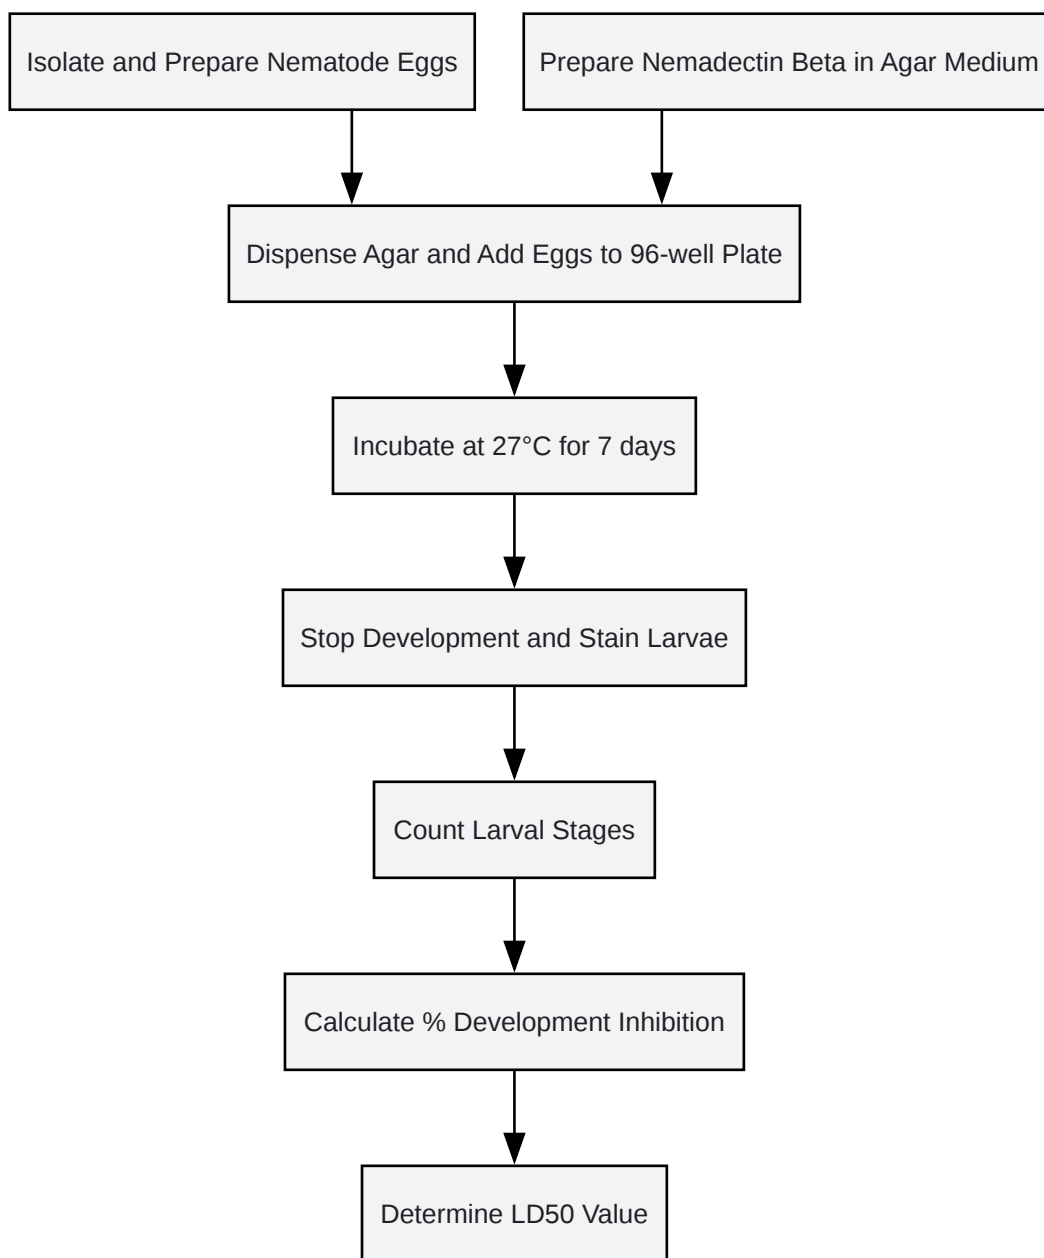 Isolate and Prepare Nematode Eggs
Prepare Nemadectin Beta in Agar Medium
Dispense Agar and Add Eggs to 96-well Plate
Incubate at 27°C for 7 days
Stop Development and Stain Larvae
Count Larval Stages
Calculate % Development Inhibition
Determine LD50 Value